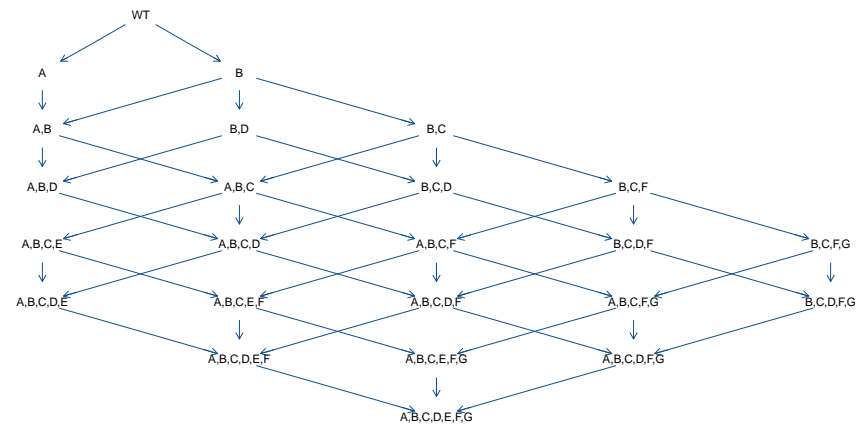 WT
A
B
A,B
B,D
B,C
A,B,D
A,B,C
B,C,D
B,C,F
A,B,C,E
A,B,C,D
A,B,C,F
B,C,D,F
B,C,F,G
A,B,C,D,E
A,B,C,E,F
A,B,C,D,F
A,B,C,F,G
B,C,D,F,G
A,B,C,D,E,F
A,B,C,E,F,G
A,B,C,D,F,G
A,B,C,D,E,F,G